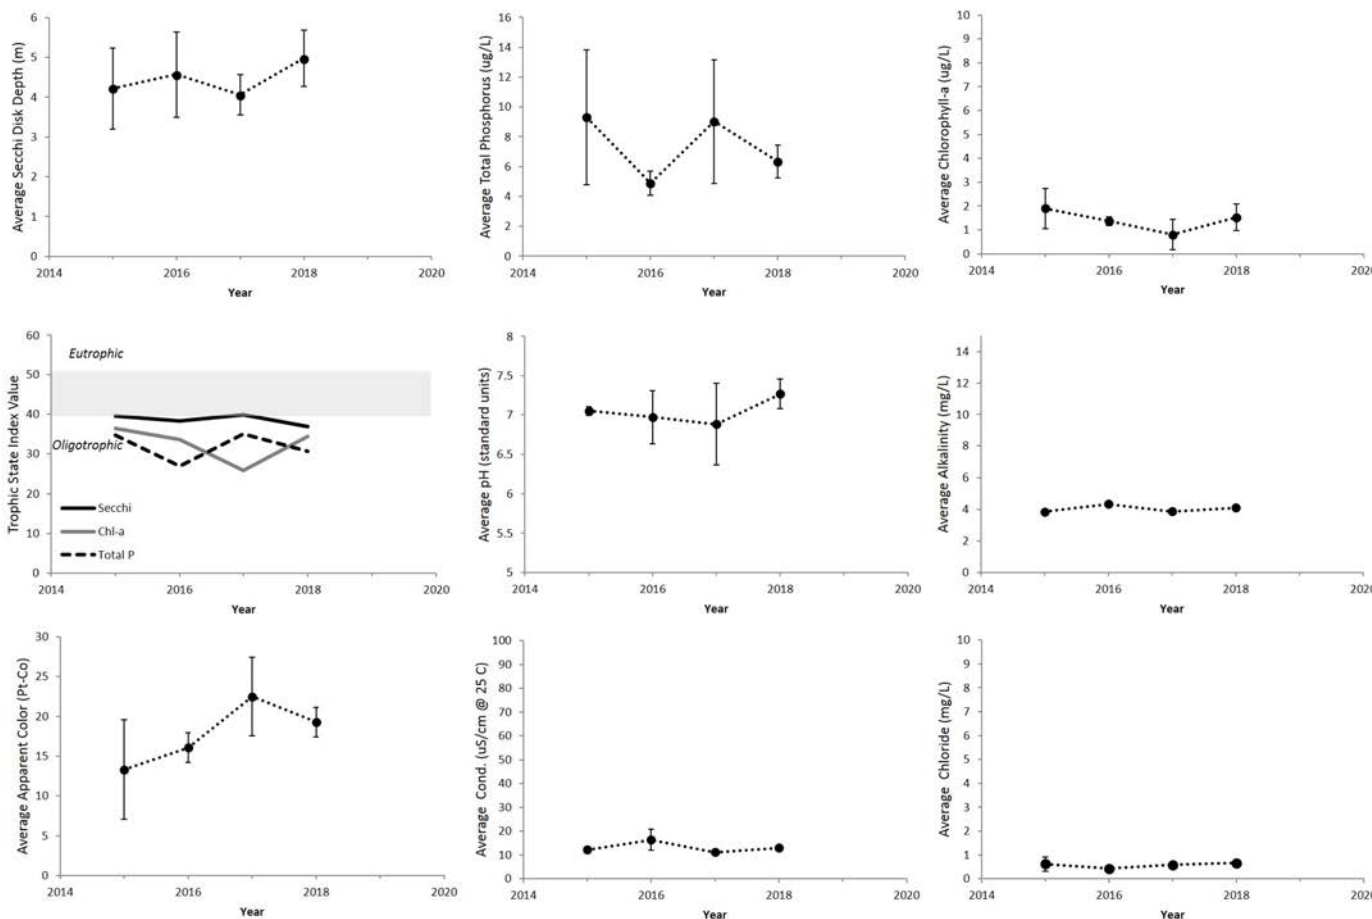 Average Secchi Disk Depth (m)
6
5
4
3
2
1
0
2014 2016 2018 2020
Year
Average Total Phosphorus (ug/L)
16
14
12
10
8
6
4
2
0
2014 2016 2018 2020
Year
Average Chlorophyll-a (ug/L)
10
9
8
7
6
5
4
3
2
1
0
2014 2016 2018 2020
Year
Trophic State Index Value
60
50
40
30
20
10
0
Eutrophic
Oligotrophic
Secchi
Chl-a
Total P
2014 2016 2018 2020
Year
Average pH (standard units)
8
7.5
7
6.5
6
5.5
5
2014 2016 2018 2020
Year
Average Alkalinity (mg/L)
14
12
10
8
6
4
2
0
2014 2016 2018 2020
Year
Average Apparent Color (Pt-Co)
30
25
20
15
10
5
0
2014 2016 2018 2020
Year
Average Cond. (uS/cm @ 25 C)
100
90
80
70
60
50
40
30
20
10
0
2014 2016 2018 2020
Year
Average Chloride (mg/L)
10
9
8
7
6
5
4
3
2
1
0
2014 2016 2018 2020
Year